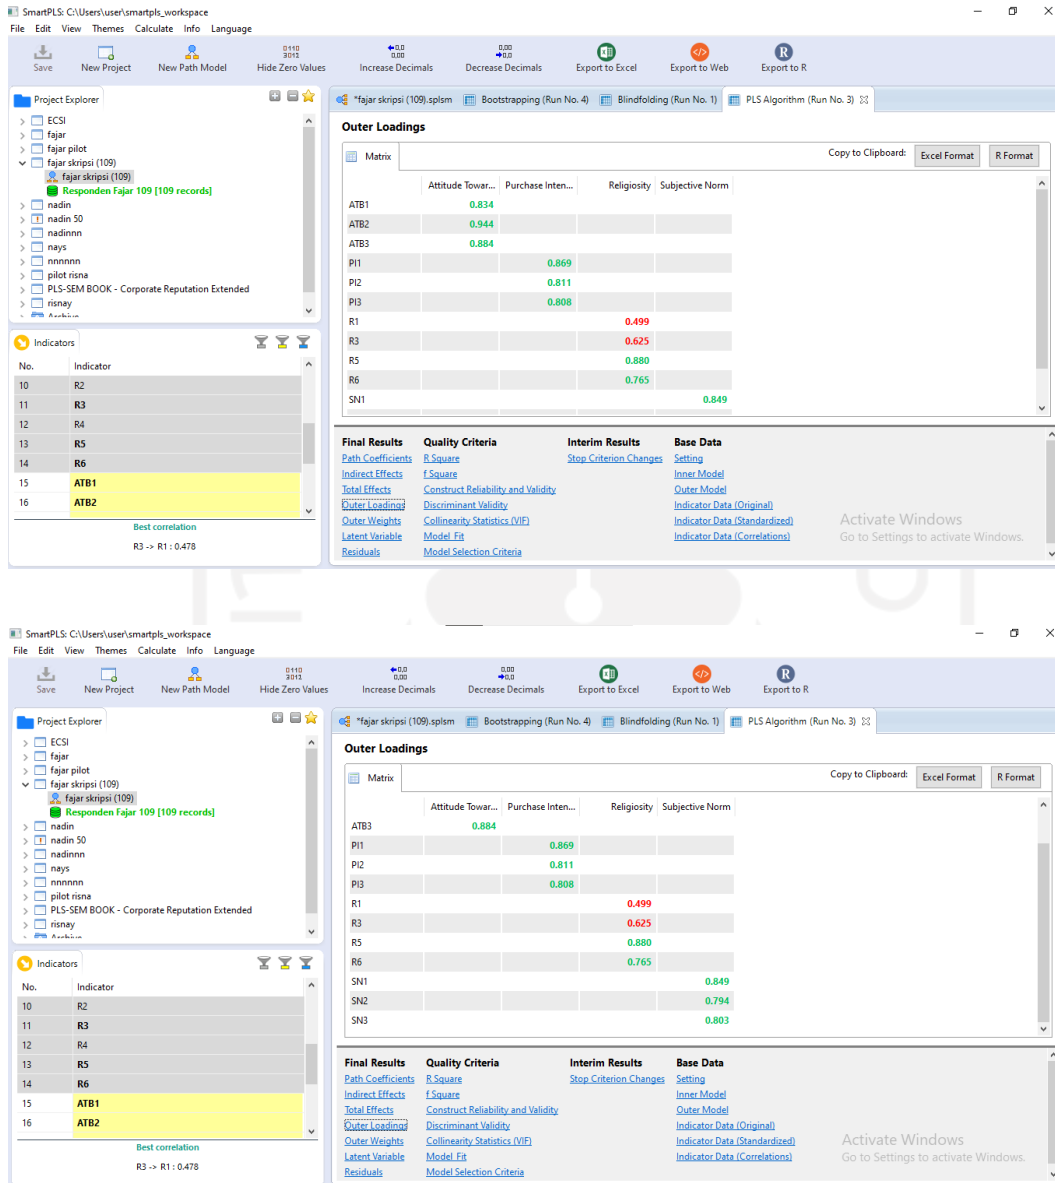 SmartPLS: C:\Users\user\smartpls_workspace
File Edit View Themes Calculate Info Language
Save New Project New Path Model Hide Zero Values Increase Decimals Decrease Decimals Export to Excel Export to Web Export to R
Project Explorer
ECSI
fajar
fajar pilot
fajar skripsi (109)
fajar skripsi (109)
Responden Fajar 109 [109 records]
nadin
nadin 50
nadinnn
nays
nnnnnn
pilot risna
PLS-SEM BOOK - Corporate Reputation Extended
risnay
Archive
Indicators
No. Indicator
10 R2
11 R3
12 R4
13 R5
14 R6
15 ATB1
16 ATB2
Best correlation
R3 -> R1 : 0.478
*fajar skripsi (109).splsm Bootstrapping (Run No. 4) Blindfolding (Run No. 1) PLS Algorithm (Run No. 3)
Outer Loadings
Matrix Copy to Clipboard: Excel Format R Format
Attitude Towar... Purchase Inten... Religiosity Subjective Norm
ATB1 0.834
ATB2 0.944
ATB3 0.884
PI1 0.869
PI2 0.811
PI3 0.808
R1 0.499
R3 0.625
R5 0.880
R6 0.765
SN1 0.849
Final Results Quality Criteria Interim Results Base Data
Path Coefficients R Square Stop Criterion Changes Setting
Indirect Effects f Square Inner Model
Total Effects Construct Reliability and Validity Outer Model
Outer Loadings Discriminant Validity Indicator Data (Original)
Outer Weights Collinearity Statistics (VIF) Indicator Data (Standardized)
Latent Variable Model_Fit Indicator Data (Correlations)
Residuals Model Selection Criteria
Activate Windows
Go to Settings to activate Windows.
SmartPLS: C:\Users\user\smartpls_workspace
File Edit View Themes Calculate Info Language
Save New Project New Path Model Hide Zero Values Increase Decimals Decrease Decimals Export to Excel Export to Web Export to R
Project Explorer
ECSI
fajar
fajar pilot
fajar skripsi (109)
fajar skripsi (109)
Responden Fajar 109 [109 records]
nadin
nadin 50
nadinnn
nays
nnnnnn
pilot risna
PLS-SEM BOOK - Corporate Reputation Extended
risnay
Archive
Indicators
No. Indicator
10 R2
11 R3
12 R4
13 R5
14 R6
15 ATB1
16 ATB2
Best correlation
R3 -> R1 : 0.478
*fajar skripsi (109).splsm Bootstrapping (Run No. 4) Blindfolding (Run No. 1) PLS Algorithm (Run No. 3)
Outer Loadings
Matrix Copy to Clipboard: Excel Format R Format
Attitude Towar... Purchase Inten... Religiosity Subjective Norm
ATB3 0.884
PI1 0.869
PI2 0.811
PI3 0.808
R1 0.499
R3 0.625
R5 0.880
R6 0.765
SN1 0.849
SN2 0.794
SN3 0.803
Final Results Quality Criteria Interim Results Base Data
Path Coefficients R Square Stop Criterion Changes Setting
Indirect Effects f Square Inner Model
Total Effects Construct Reliability and Validity Outer Model
Outer Loadings Discriminant Validity Indicator Data (Original)
Outer Weights Collinearity Statistics (VIF) Indicator Data (Standardized)
Latent Variable Model_Fit Indicator Data (Correlations)
Residuals Model Selection Criteria
Activate Windows
Go to Settings to activate Windows.